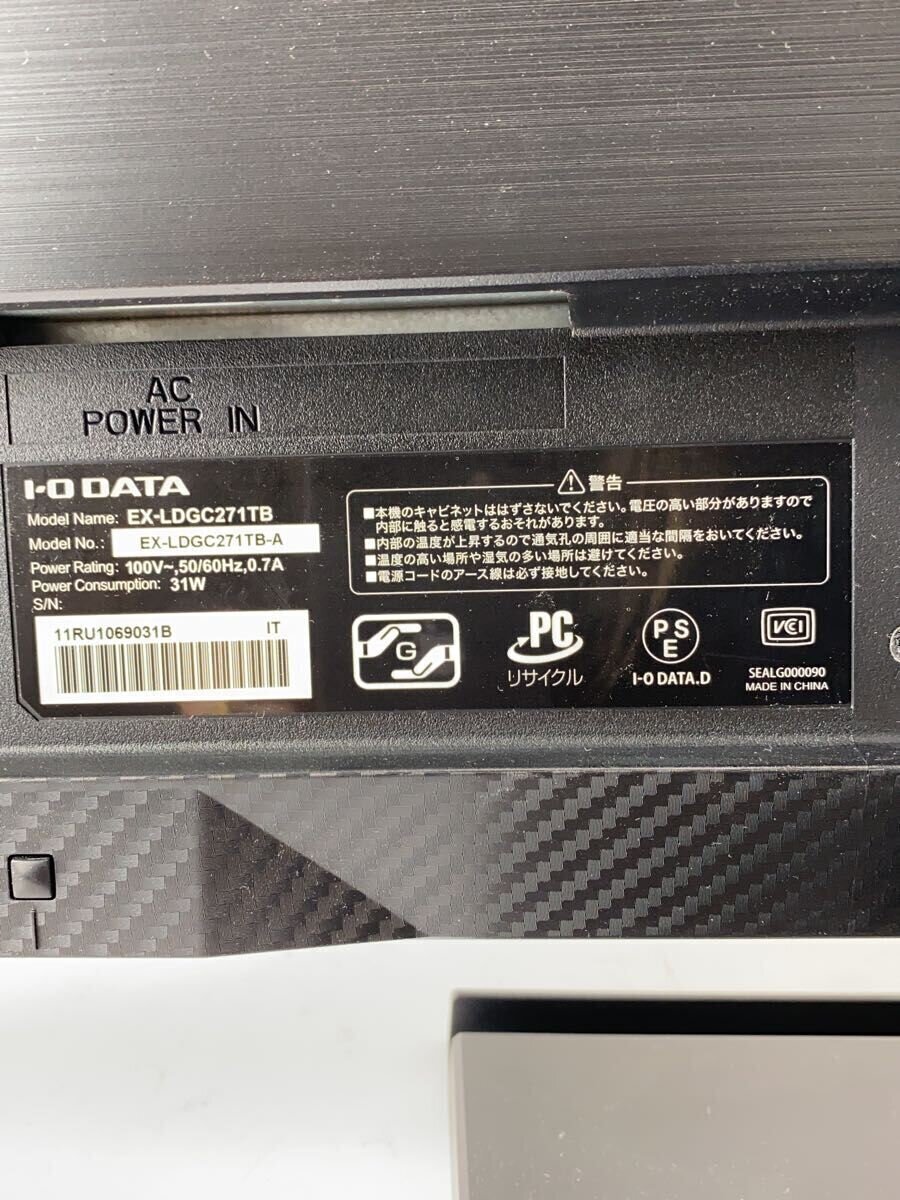 AC
POWER IN
I-O DATA
Model Name: EX-LDGC271TB
Model No.: EX-LDGC271TB-A
Power Rating: 100V~,50/60Hz,0.7A
Power Consumption: 31W
S/N:
11RU1069031B IT
⚠警告
■本機のキャビネットははずさないでください。電圧の高い部分がありますので
内部に触ると感電するおそれがあります。
■内部の温度が上昇するので通気孔の周囲に適当な間隔をおいてください。
■温度の高い場所や湿気の多い場所は避けてください。
■電源コードのアース線は必ず接地してください。
G
PC
リサイクル
PS
E
I-O DATA.D
VCI
SEALG000090
MADE IN CHINA